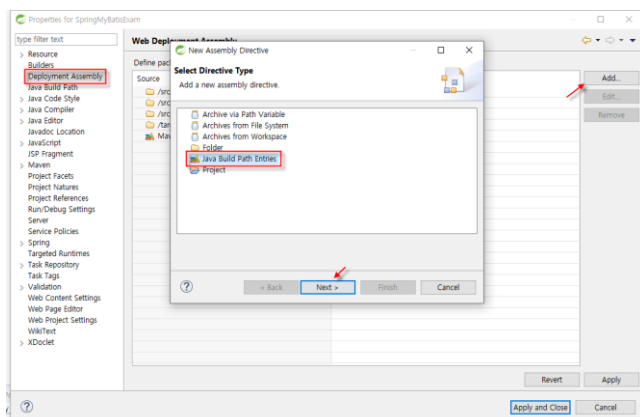 Properties for SpringMyBatisExam
type filter text
Resource
Builders
Deployment Assembly
Java Build Path
Java Code Style
Java Compiler
Java Editor
Javadoc Location
JavaScript
JSP Fragment
Maven
Project Facets
Project Natures
Project References
Run/Debug Settings
Server
Service Policies
Spring
Targeted Runtimes
Task Repository
Task Tags
Validation
Web Content Settings
Web Page Editor
Web Project Settings
WikiText
XDoclet
Web Deployment Assembly
Define pac
Source
/src
/src
/src
/tar
Mav
Add...
Edit...
Remove
New Assembly Directive
Select Directive Type
Add a new assembly directive.
Archive via Path Variable
Archives from File System
Archives from Workspace
Folder
Java Build Path Entries
Project
< Back
Next >
Finish
Cancel
Revert
Apply
Apply and Close
Cancel